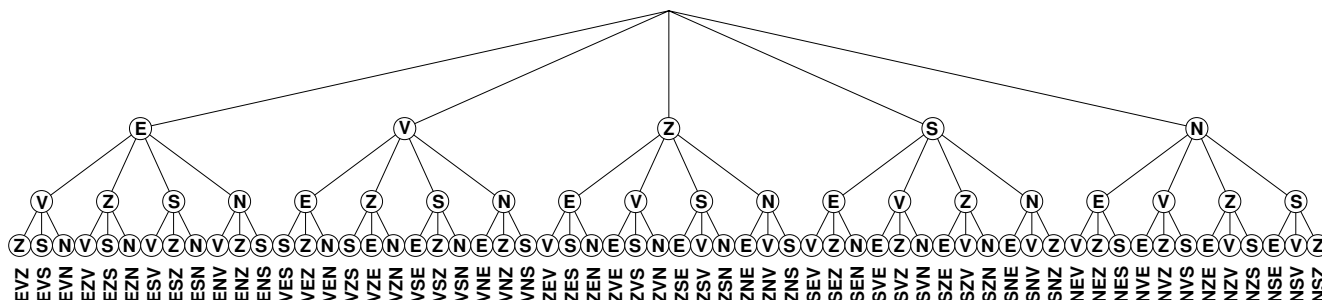 E V Z S N
V Z S N E Z S N E V S N E V Z N E V Z S
Z S N V S N V Z N V Z S S Z N S E N E Z N E Z S V S N E S N E V N E V S V Z N E Z N E V N E V Z V Z S E Z S E V S E V Z
EVZ
EVS
EVN
EZV
EZS
EZN
ESV
ESZ
ESN
ENV
ENZ
ENS
VES
VEZ
VEN
VZS
VZE
VZN
VSE
VSZ
VSN
VNE
VNZ
VNS
ZEV
ZES
ZEN
ZVE
ZVS
ZVN
ZSE
ZSV
ZSN
ZNE
ZNV
ZNS
SEV
SEZ
SEN
SVE
SVZ
SVN
SZE
SZV
SZN
SNE
SNV
SNZ
NEV
NEZ
NES
NVE
NVZ
NVS
NZE
NZV
NZS
NSE
NSV
NSZ